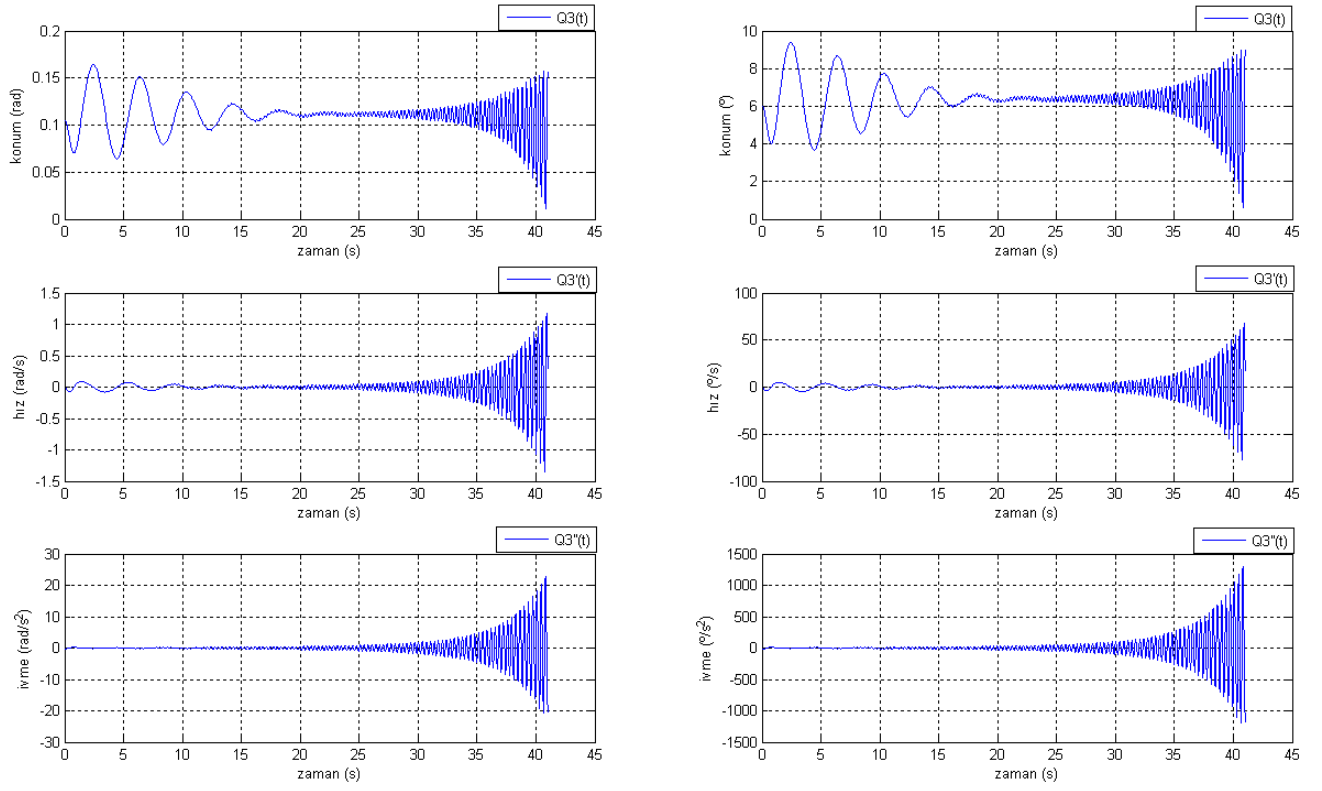 Q3(t)
0.2
0.15
0.1
0.05
0
konum (rad)
0 5 10 15 20 25 30 35 40 45
zaman (s)
Q3(t)
10
8
6
4
2
0
konum (º)
0 5 10 15 20 25 30 35 40 45
zaman (s)
Q3'(t)
1.5
1
0.5
0
-0.5
-1
-1.5
hız (rad/s)
0 5 10 15 20 25 30 35 40 45
zaman (s)
Q3'(t)
100
50
0
-50
-100
hız (º/s)
0 5 10 15 20 25 30 35 40 45
zaman (s)
Q3''(t)
30
20
10
0
-10
-20
-30
ivme (rad/s²)
0 5 10 15 20 25 30 35 40 45
zaman (s)
Q3''(t)
1500
1000
500
0
-500
-1000
-1500
ivme (º/s²)
0 5 10 15 20 25 30 35 40 45
zaman (s)